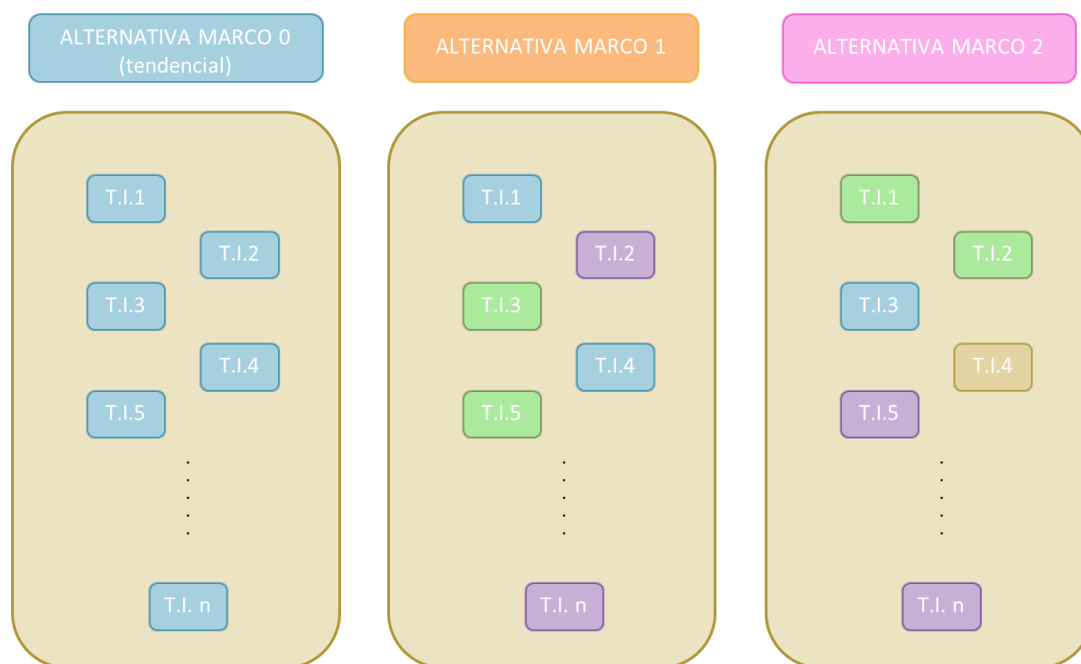 ALTERNATIVA MARCO 0
(tendencial)
T.I.1
T.I.2
T.I.3
T.I.4
T.I.5
T.I. n
ALTERNATIVA MARCO 1
T.I.1
T.I.2
T.I.3
T.I.4
T.I.5
T.I. n
ALTERNATIVA MARCO 2
T.I.1
T.I.2
T.I.3
T.I.4
T.I.5
T.I. n